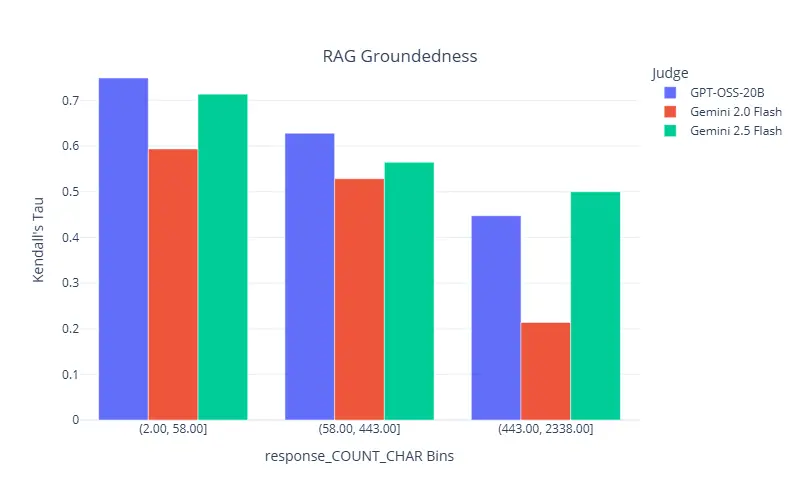 RAG Groundedness
Judge
GPT-OSS-20B
Gemini 2.0 Flash
Gemini 2.5 Flash
Kendall's Tau
0.7
0.6
0.5
0.4
0.3
0.2
0.1
0
(2.00, 58.00]
(58.00, 443.00]
(443.00, 2338.00]
response_COUNT_CHAR Bins